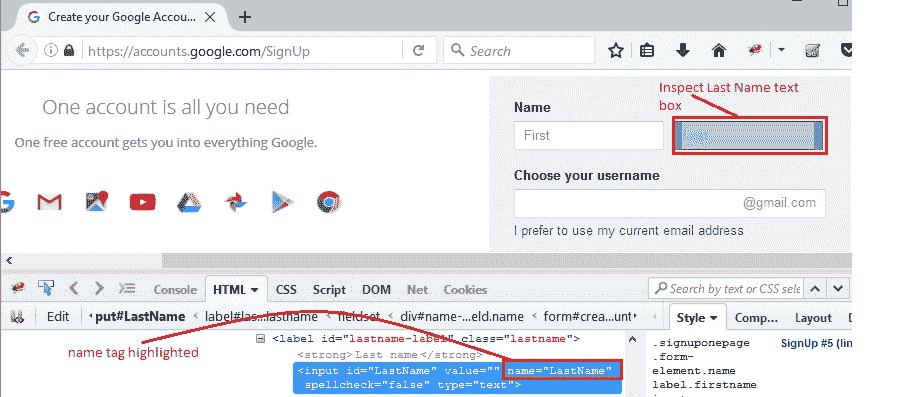 Create your Google Accou...
https://accounts.google.com/SignUp
Search
Inspect Last Name text
box
One account is all you need
One free account gets you into everything Google.
Name
First
Choose your username
@gmail.com
I prefer to use my current email address
Console HTML CSS Script DOM Net Cookies
Search by text or CSS sele
Edit put#LastName label#las...lastname fieldset div#name-...eld.name form#crea...unt
Style Comp... Layout DOM
name tag highlighted
<label id="lastname-label" class="lastname">
<strong>Last name</strong>
<input id="LastName" value="" name="LastName"
spellcheck="false" type="text">
.signuponepage SignUp #5 (lin
.form-
element.name
label.firstname